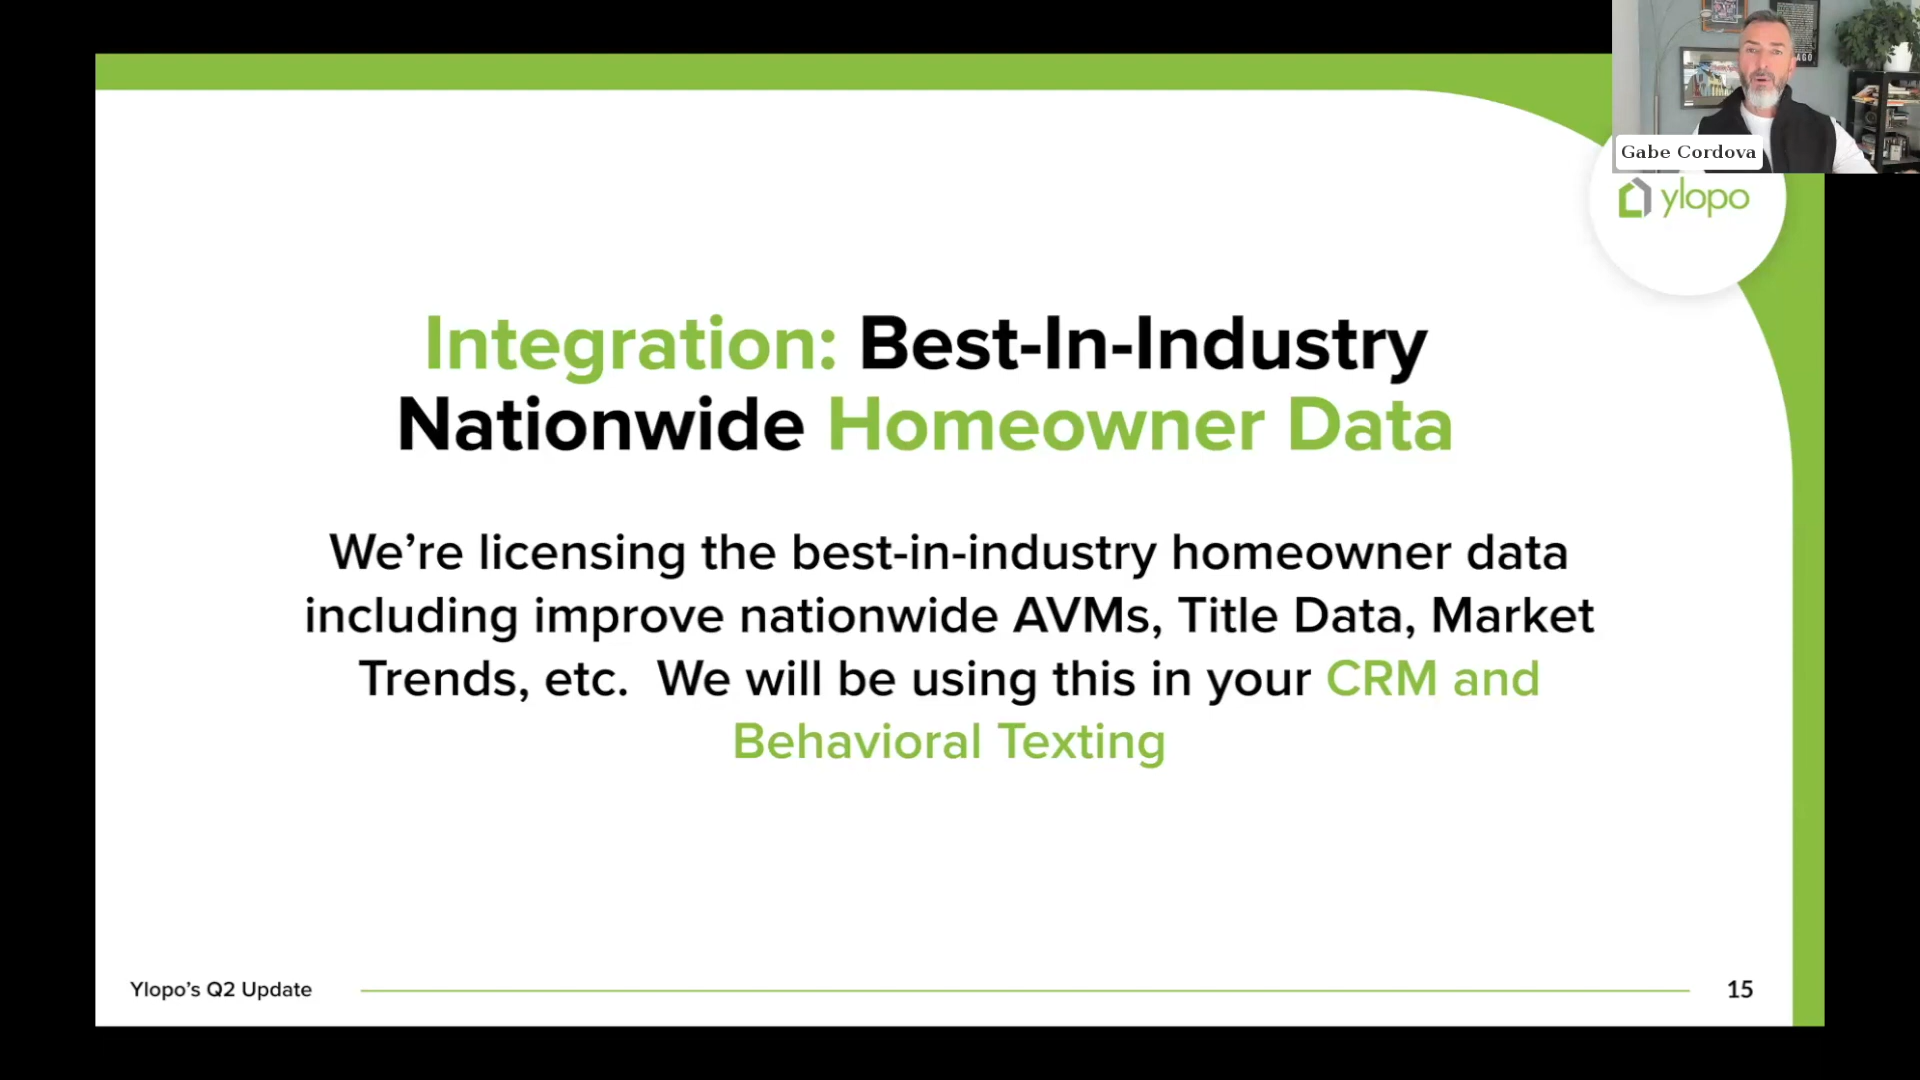 Gabe Cordova
ylopo
Integration: Best-In-Industry
Nationwide Homeowner Data
We’re licensing the best-in-industry homeowner data
including improve nationwide AVMs, Title Data, Market
Trends, etc.  We will be using this in your CRM and
Behavioral Texting
Ylopo’s Q2 Update
15